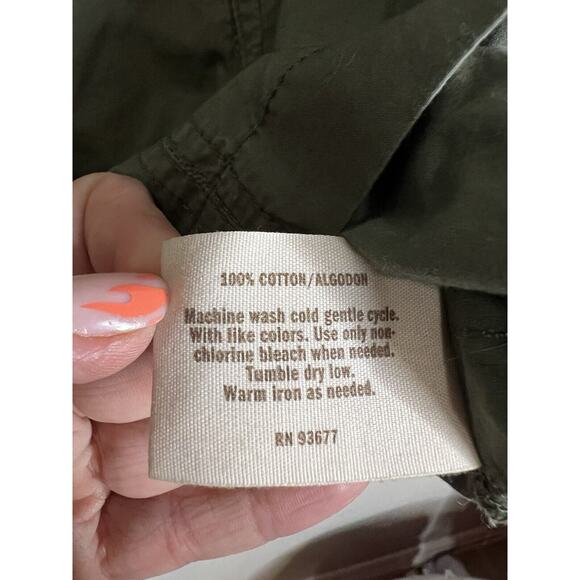 100% COTTON/ALGODON
Machine wash cold gentle cycle.
With like colors. Use only non-
chlorine bleach when needed.
Tumble dry low.
Warm iron as needed.
RN 93677